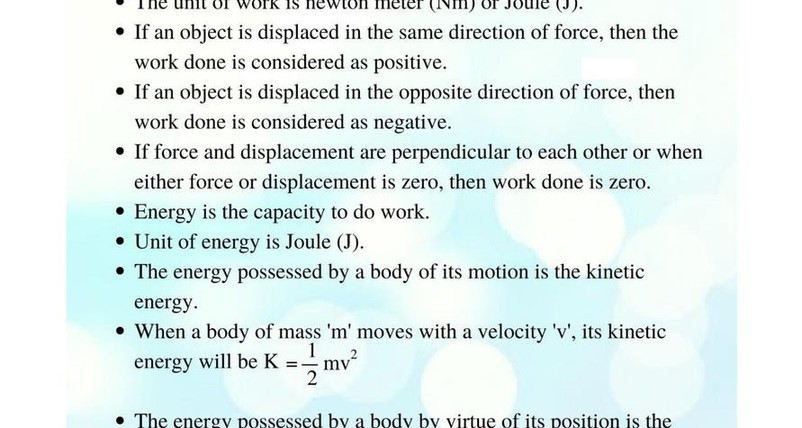 • The unit of work is newton meter (Nm) or Joule (J).
• If an object is displaced in the same direction of force, then the
work done is considered as positive.
• If an object is displaced in the opposite direction of force, then
work done is considered as negative.
• If force and displacement are perpendicular to each other or when
either force or displacement is zero, then work done is zero.
• Energy is the capacity to do work.
• Unit of energy is Joule (J).
• The energy possessed by a body of its motion is the kinetic
energy.
• When a body of mass 'm' moves with a velocity 'v', its kinetic
energy will be K = 1/2 mv²
• The energy possessed by a body by virtue of its position is the